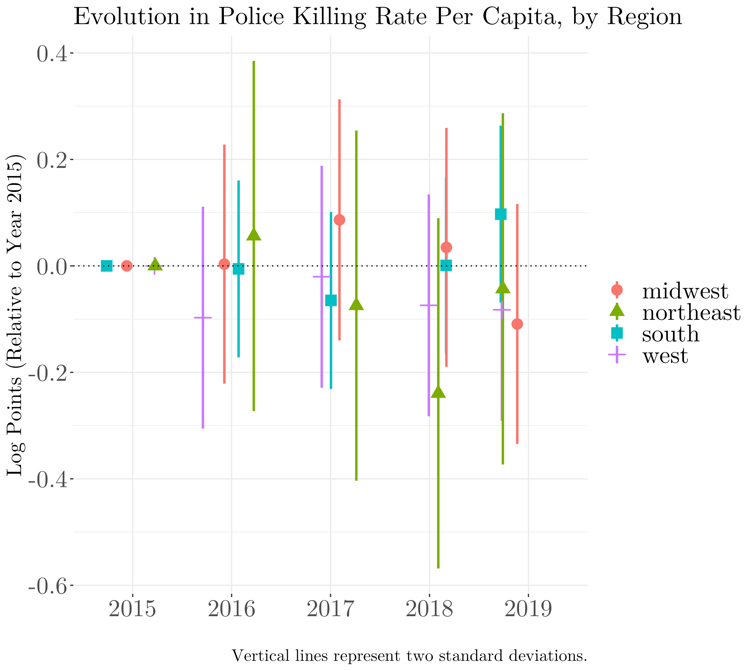 Evolution in Police Killing Rate Per Capita, by Region
Log Points (Relative to Year 2015)
0.4
0.2
0.0
-0.2
-0.4
-0.6
2015 2016 2017 2018 2019
midwest
northeast
south
west
Vertical lines represent two standard deviations.